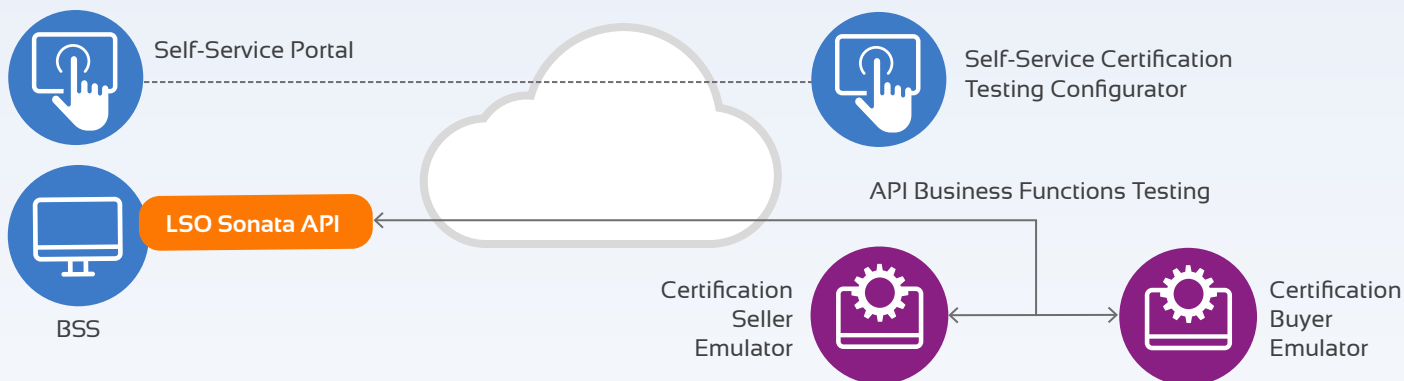 Self-Service Portal
Self-Service Certification
Testing Configurator
API Business Functions Testing
LSO Sonata API
BSS
Certification
Seller
Emulator
Certification
Buyer
Emulator